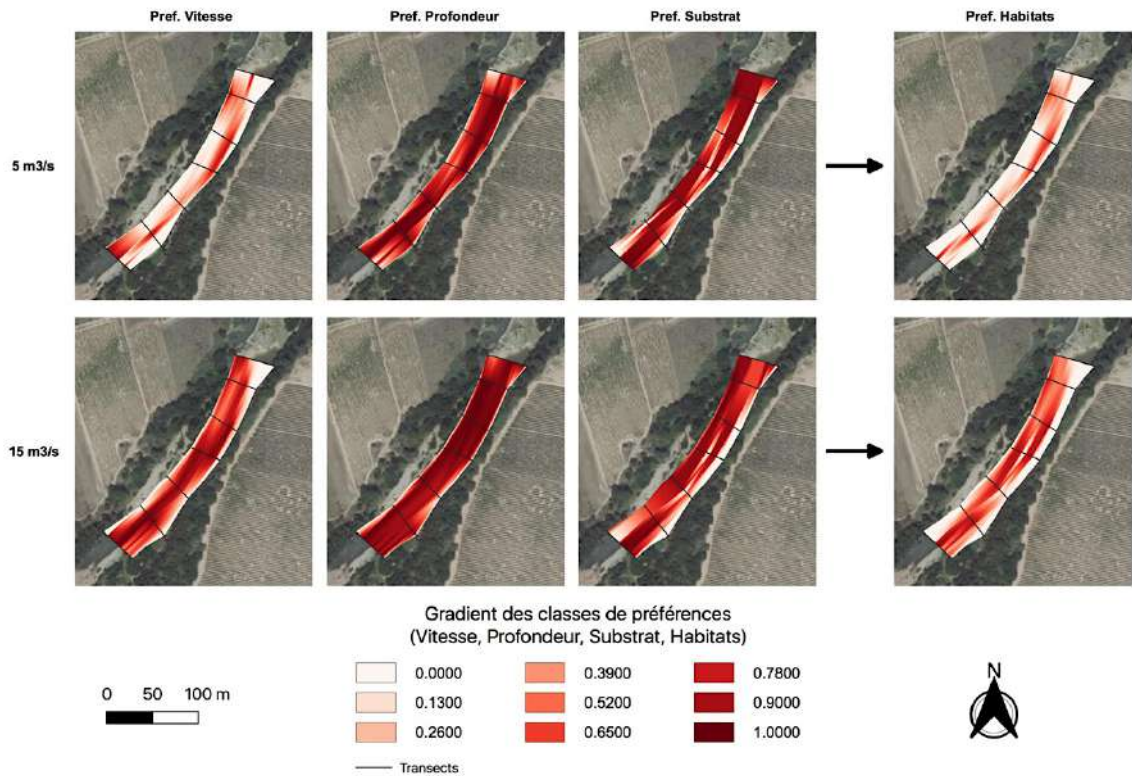 Pref. Vitesse Pref. Profondeur Pref. Substrat Pref. Habitats
5 m3/s
15 m3/s
Gradient des classes de préférences
(Vitesse, Profondeur, Substrat, Habitats)
0 50 100 m
0.0000 0.3900 0.7800
0.1300 0.5200 0.9000
0.2600 0.6500 1.0000
Transects
N